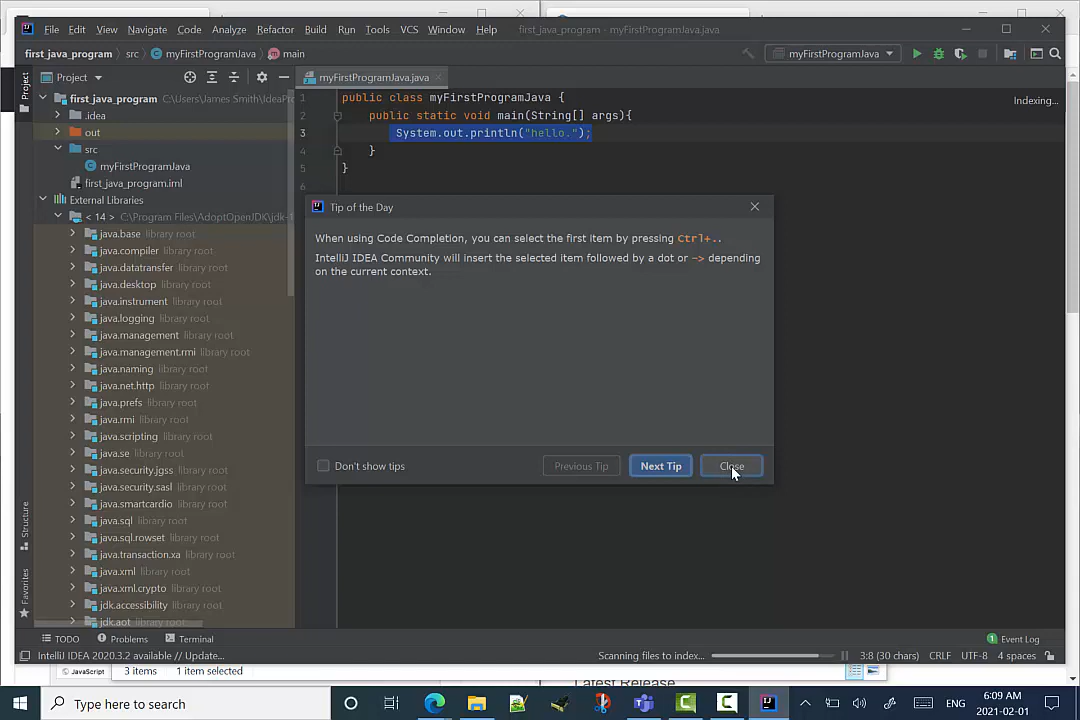 File Edit View Navigate Code Analyze Refactor Build Run Tools VCS Window Help first_java_program - myFirstProgramJava.java
first_java_program src myFirstProgramJava main myFirstProgramJava
Project
Project
myFirstProgramJava.java
first_java_program C:\Users\James Smith\IdeaPro
.idea
out
src
myFirstProgramJava
first_java_program.iml
External Libraries
< 14 > C:\Program Files\AdoptOpenJDK\jdk-1
java.base library root
java.compiler library root
java.datatransfer library root
java.desktop library root
java.instrument library root
java.logging library root
java.management library root
java.management.rmi library root
java.naming library root
java.net.http library root
java.prefs library root
java.rmi library root
java.scripting library root
java.se library root
java.security.jgss library root
java.security.sasl library root
java.smartcardio library root
java.sql library root
java.sql.rowset library root
java.transaction.xa library root
java.xml library root
java.xml.crypto library root
jdk.accessibility library root
jdk.aot library root
Structure
Favorites
1 public class myFirstProgramJava {
2 public static void main(String[] args){
3 System.out.println("hello.");
4 }
5 }
6
Indexing...
Tip of the Day
When using Code Completion, you can select the first item by pressing Ctrl+..
IntelliJ IDEA Community will insert the selected item followed by a dot or -> depending
on the current context.
Don't show tips Previous Tip Next Tip Close
TODO Problems Terminal 1 Event Log
IntelliJ IDEA 2020.3.2 available // Update... Scanning files to index... 3:8 (30 chars) CRLF UTF-8 4 spaces
JavaScript 3 items 1 item selected
Latest Release
Type here to search ENG 6:09 AM
2021-02-01